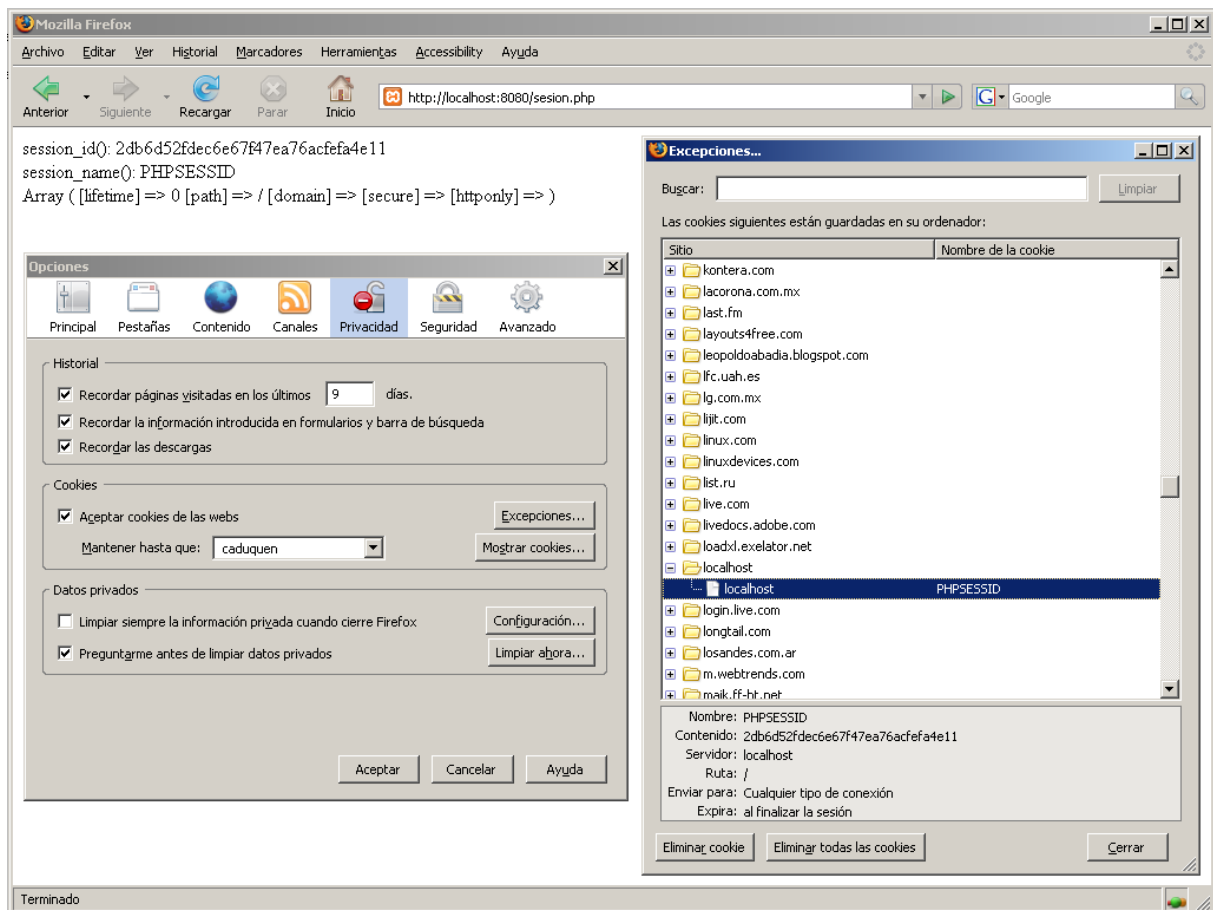 Mozilla Firefox
Archivo Editar Ver Historial Marcadores Herramientas Accessibility Ayuda
Anterior Siguiente Recargar Parar Inicio http://localhost:8080/sesion.php G Google
session_id(): 2db6d52fdec6e67f47ea76acfefa4e11
session_name(): PHPSESSID
Array ( [lifetime] => 0 [path] => / [domain] => [secure] => [httponly] => )
Opciones
Principal Pestañas Contenido Canales Privacidad Seguridad Avanzado
Historial
Recordar páginas visitadas en los últimos 9 días.
Recordar la información introducida en formularios y barra de búsqueda
Recordar las descargas
Cookies
Aceptar cookies de las webs Excepciones...
Mantener hasta que: caduquen Mostrar cookies...
Datos privados
Limpiar siempre la información privada cuando cierre Firefox Configuración...
Preguntarme antes de limpiar datos privados Limpiar ahora...
Aceptar Cancelar Ayuda
Excepciones...
Buscar: Limpiar
Las cookies siguientes están guardadas en su ordenador:
Sitio Nombre de la cookie
kontera.com
lacorona.com.mx
last.fm
layouts4free.com
leopoldoabadia.blogspot.com
lfc.uah.es
lg.com.mx
lijit.com
linux.com
linuxdevices.com
list.ru
live.com
livedocs.adobe.com
loadxl.exelator.net
localhost
localhost PHPSESSID
login.live.com
longtail.com
losandes.com.ar
m.webtrends.com
maik.ff-bt.net
Nombre: PHPSESSID
Contenido: 2db6d52fdec6e67f47ea76acfefa4e11
Servidor: localhost
Ruta: /
Enviar para: Cualquier tipo de conexión
Expira: al finalizar la sesión
Eliminar cookie Eliminar todas las cookies Cerrar
Terminado